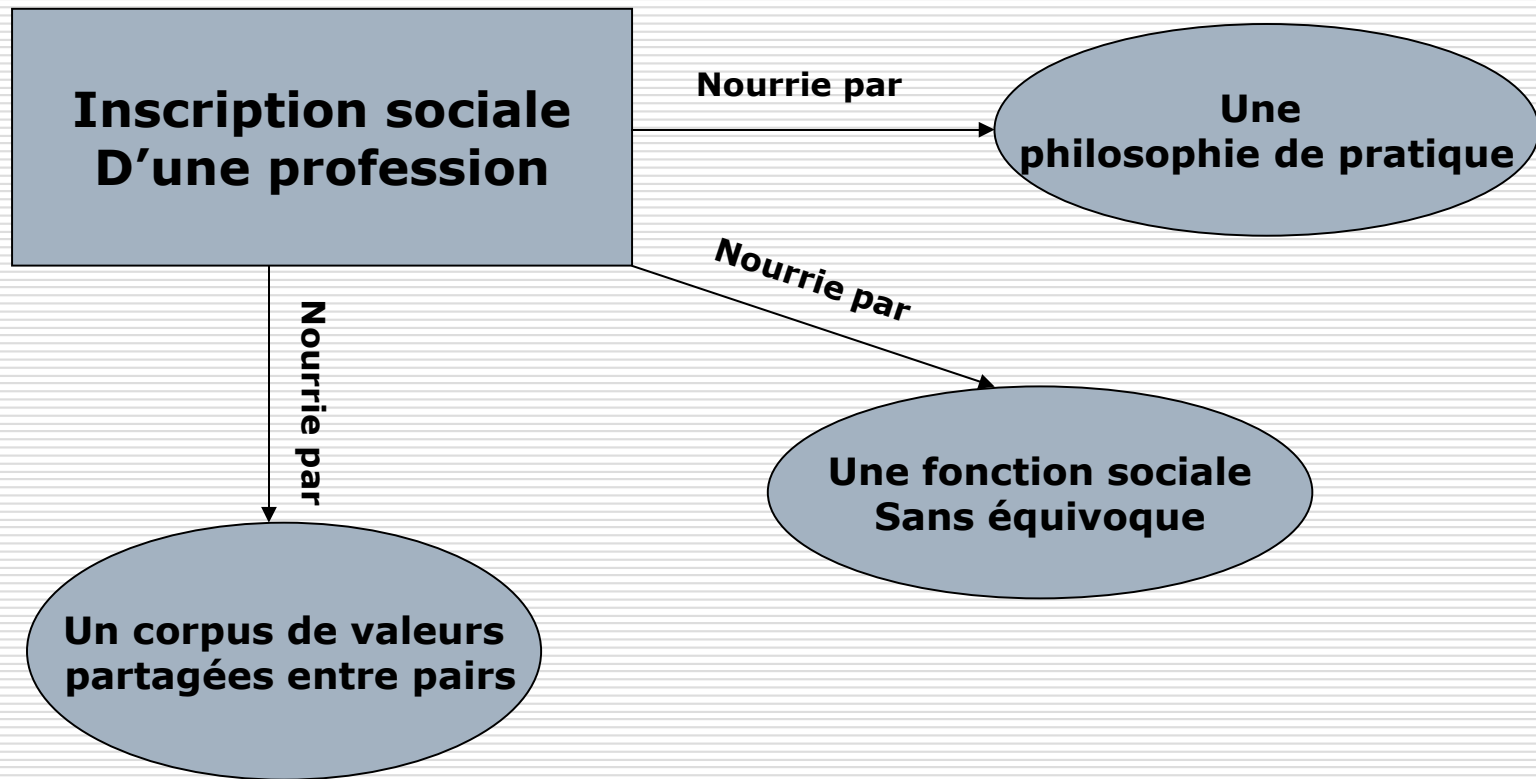 Inscription sociale
D’une profession
Nourrie par
Une
philosophie de pratique
Nourrie par
Nourrie par
Une fonction sociale
Sans équivoque
Un corpus de valeurs
partagées entre pairs